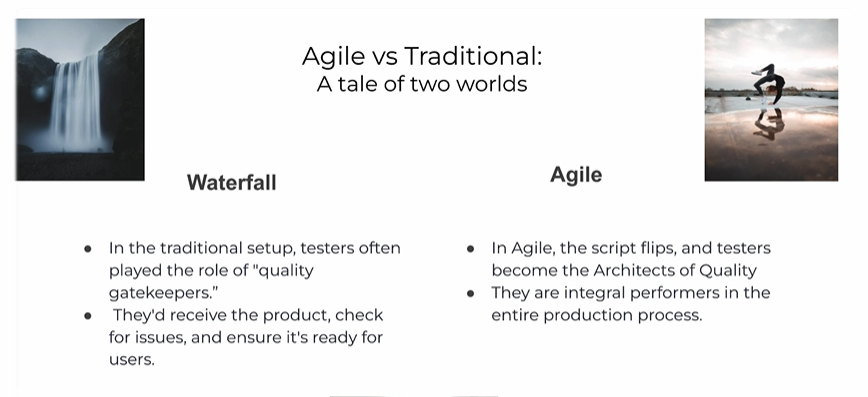 Agile vs Traditional:
A tale of two worlds
Waterfall
● In the traditional setup, testers often
played the role of "quality
gatekeepers.”
● They'd receive the product, check
for issues, and ensure it's ready for
users.
Agile
● In Agile, the script flips, and testers
become the Architects of Quality
● They are integral performers in the
entire production process.